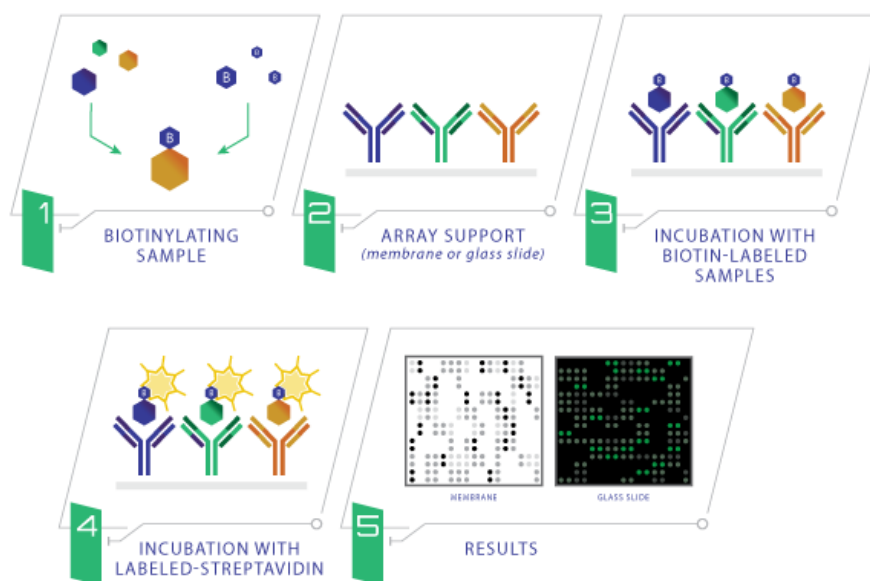 B
B
B
B
1
BIOTINYLATING
SAMPLE
2
ARRAY SUPPORT
(membrane or glass slide)
B
B
B
3
INCUBATION WITH
BIOTIN-LABELED
SAMPLES
B
B
B
4
INCUBATION WITH
LABELED-STREPTAVIDIN
MEMBRANE
GLASS SLIDE
5
RESULTS